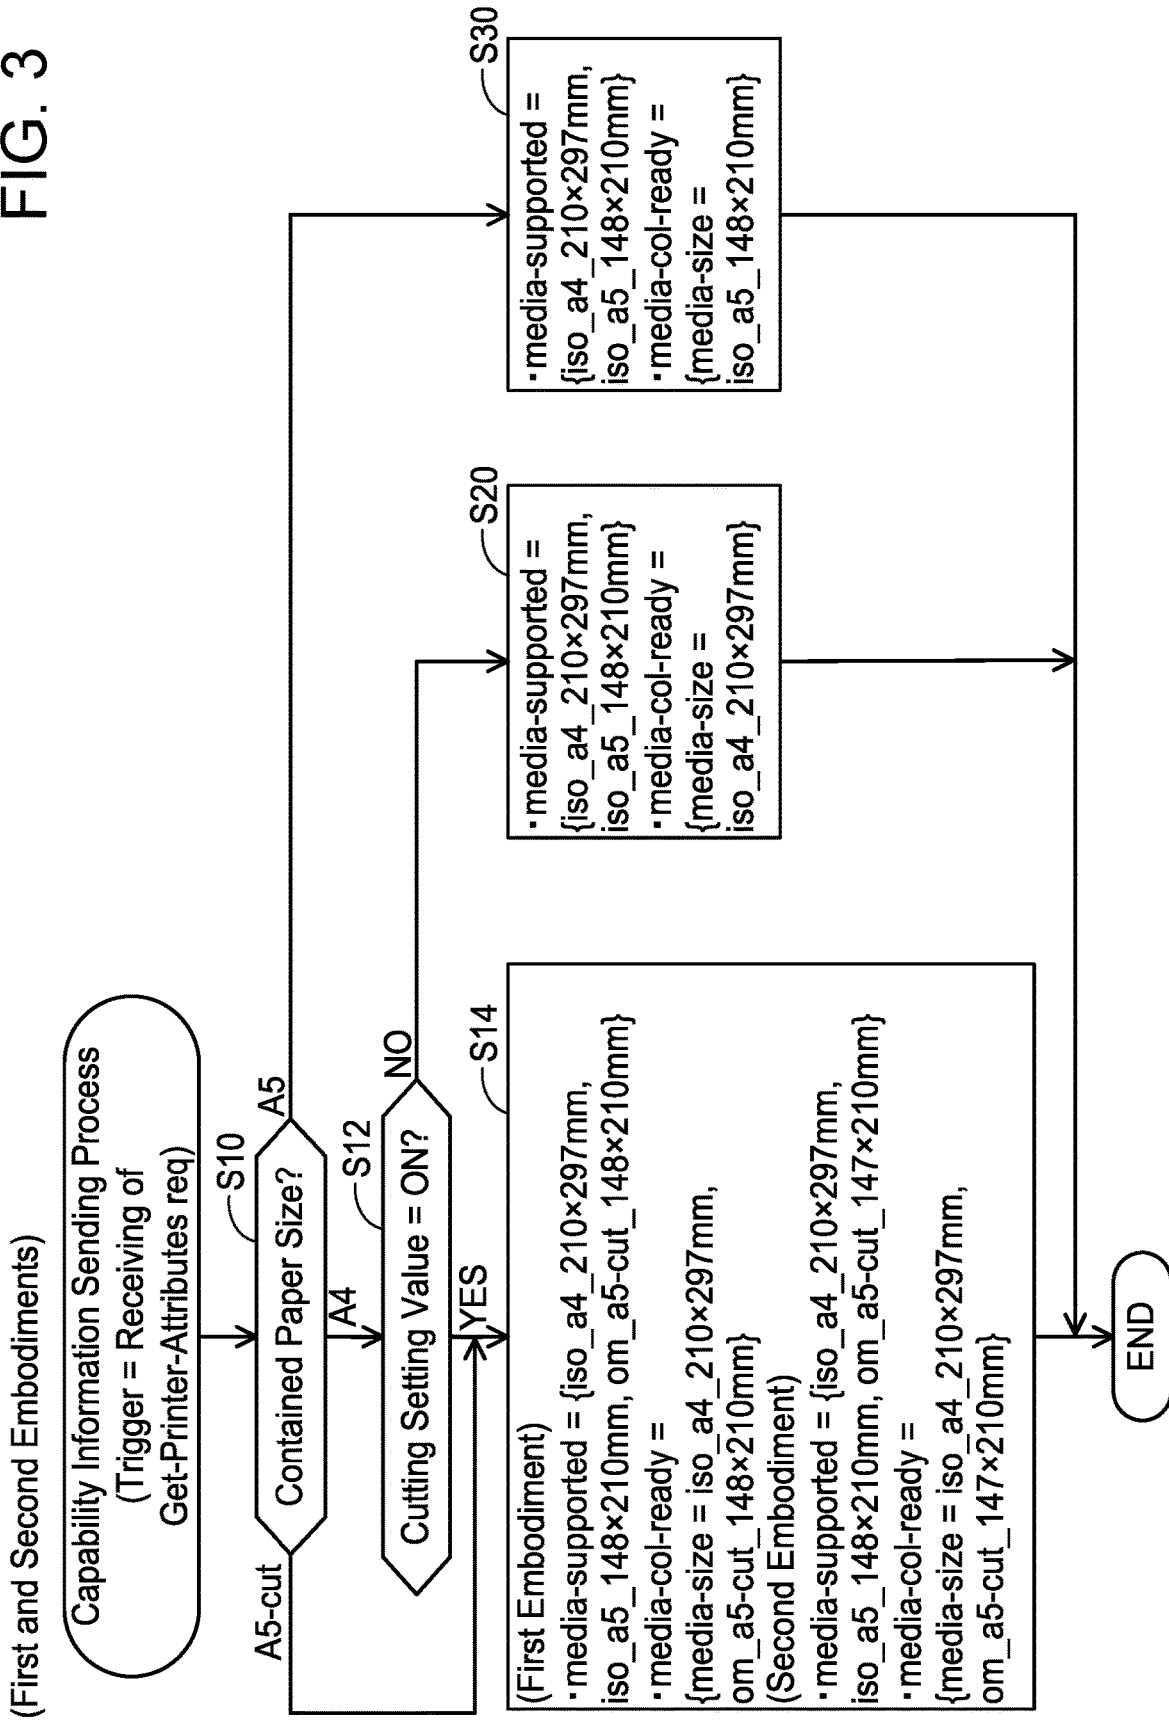 FIG. 3
(First and Second Embodiments)
Capability Information Sending Process
(Trigger = Receiving of
Get-Printer-Attributes req)
S10
Contained Paper Size?
A5-cut
A4
A5
S12
Cutting Setting Value = ON?
YES
NO
S14
(First Embodiment)
・media-supported = {iso_a4_210×297mm,
iso_a5_148×210mm, om_a5-cut_148×210mm}
・media-col-ready =
{media-size = iso_a4_210×297mm,
om_a5-cut_148×210mm}
(Second Embodiment)
・media-supported = {iso_a4_210×297mm,
iso_a5_148×210mm, om_a5-cut_147×210mm}
・media-col-ready =
{media-size = iso_a4_210×297mm,
om_a5-cut_147×210mm}
S20
・media-supported =
{iso_a4_210×297mm,
iso_a5_148×210mm}
・media-col-ready =
{media-size =
iso_a4_210×297mm}
S30
・media-supported =
{iso_a4_210×297mm,
iso_a5_148×210mm}
・media-col-ready =
{media-size =
iso_a5_148×210mm}
END